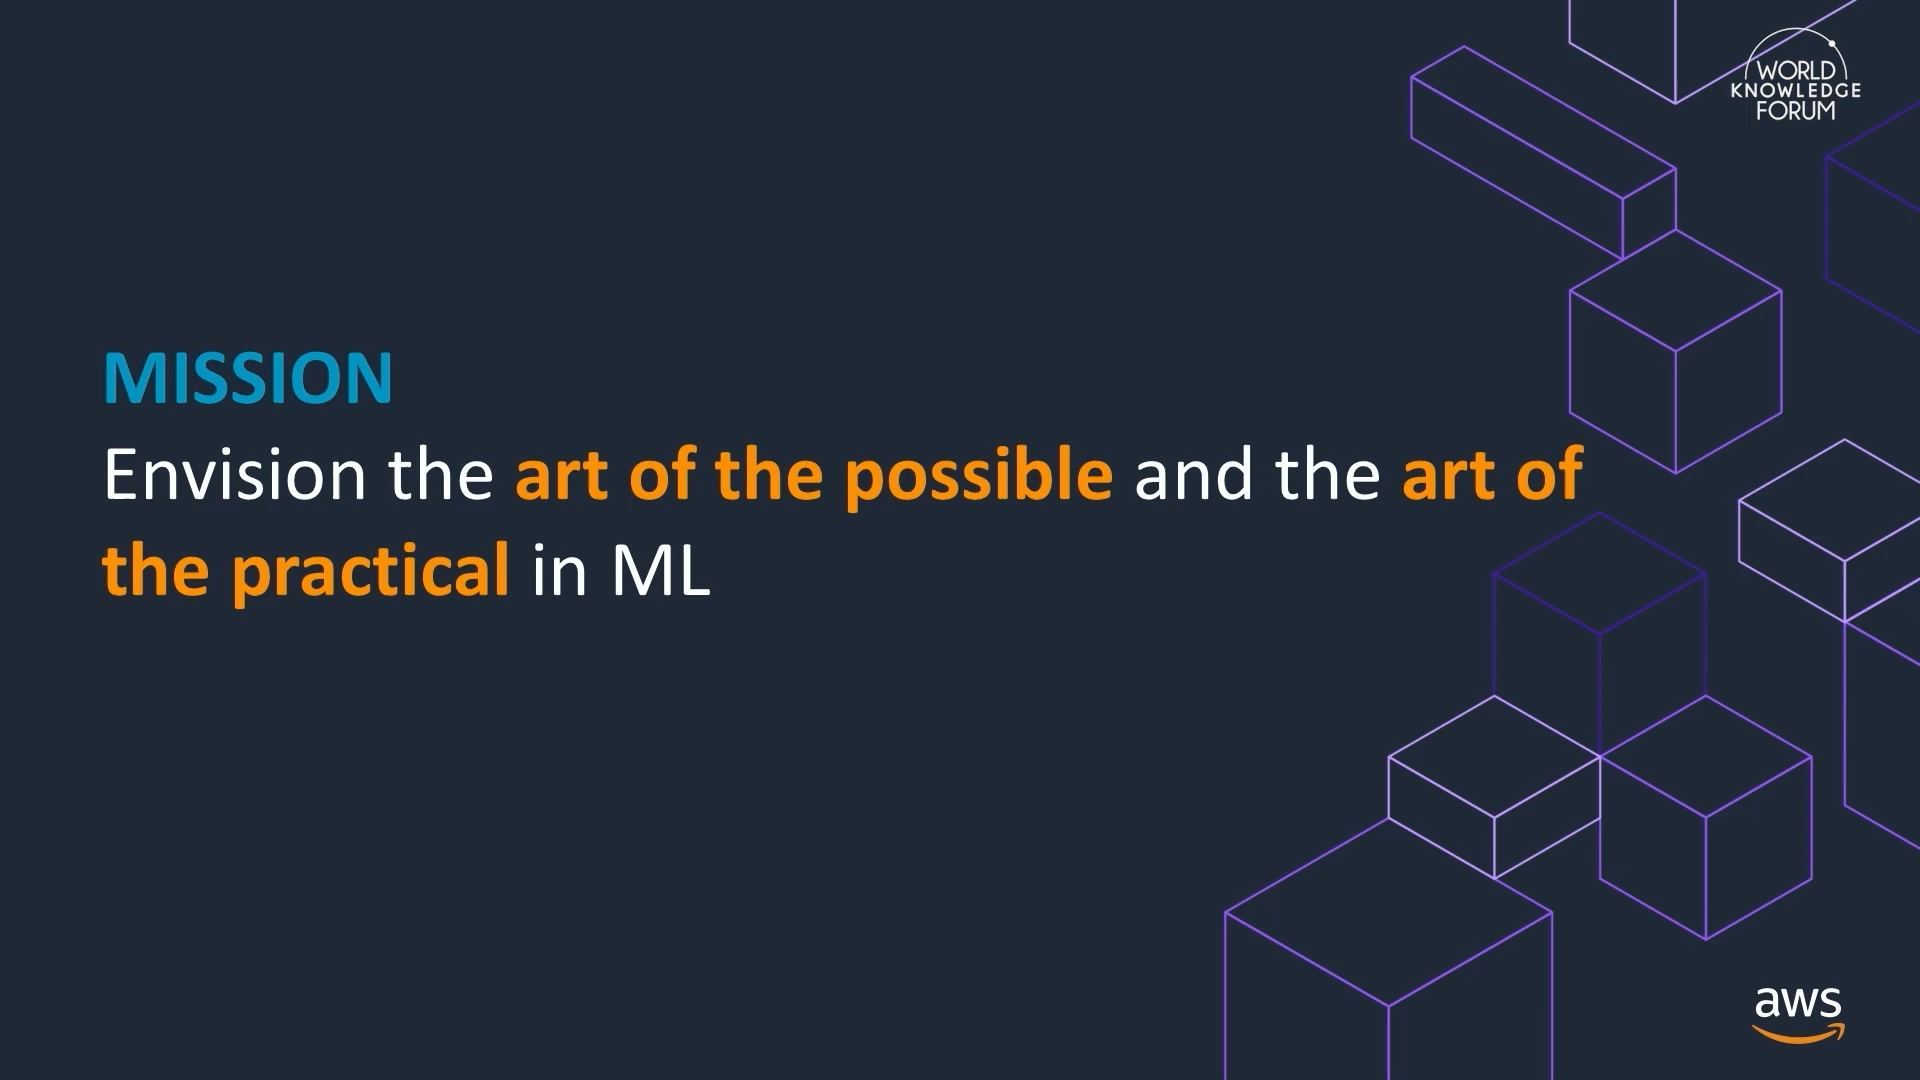 WORLD
KNOWLEDGE
FORUM
MISSION
Envision the art of the possible and the art of
the practical in ML
aws